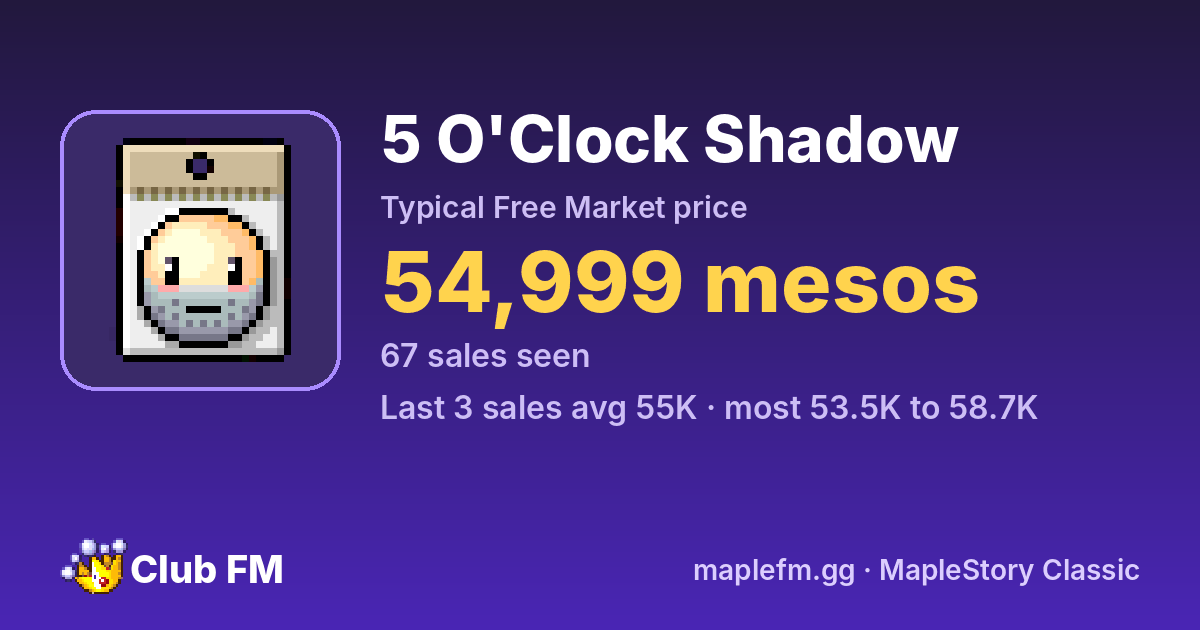 5 O'Clock Shadow
Typical Free Market price
54,999 mesos
67 sales seen
Last 3 sales avg 55K · most 53.5K to 58.7K
Club FM
maplefm.gg · MapleStory Classic